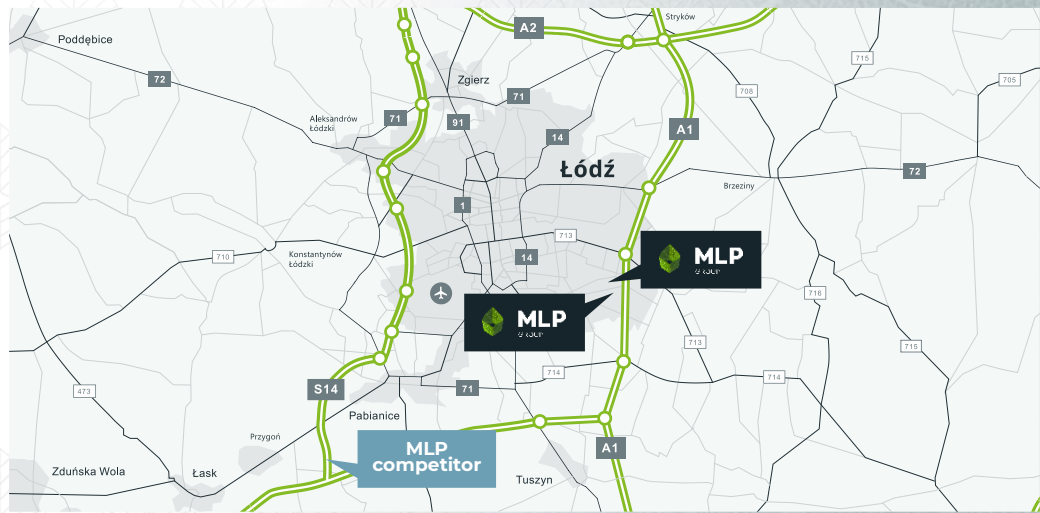 A2
Stryków
Poddębice
715
72
Zgierz
705
708
71
Aleksandrów
Łódzki
71
91
14
A1
Łódź
72
Brzeziny
1
713
710
Konstantynów
Łódzki
14
MLP
GROUP
716
MLP
GROUP
713
715
714
714
473
S14
71
Pabianice
Przygoń
A1
MLP
competitor
Zduńska Wola
Łask
Tuszyn